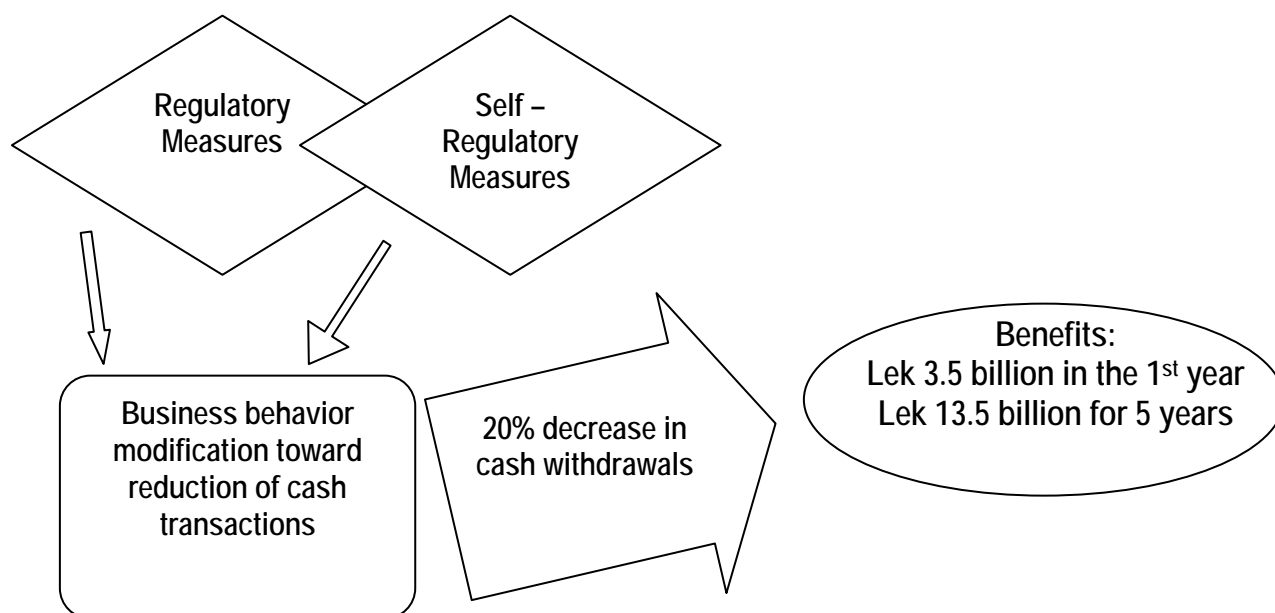 Regulatory
Measures
Self –
Regulatory
Measures
Business behavior
modification toward
reduction of cash
transactions
20% decrease in
cash withdrawals
Benefits:
Lek 3.5 billion in the 1st year
Lek 13.5 billion for 5 years